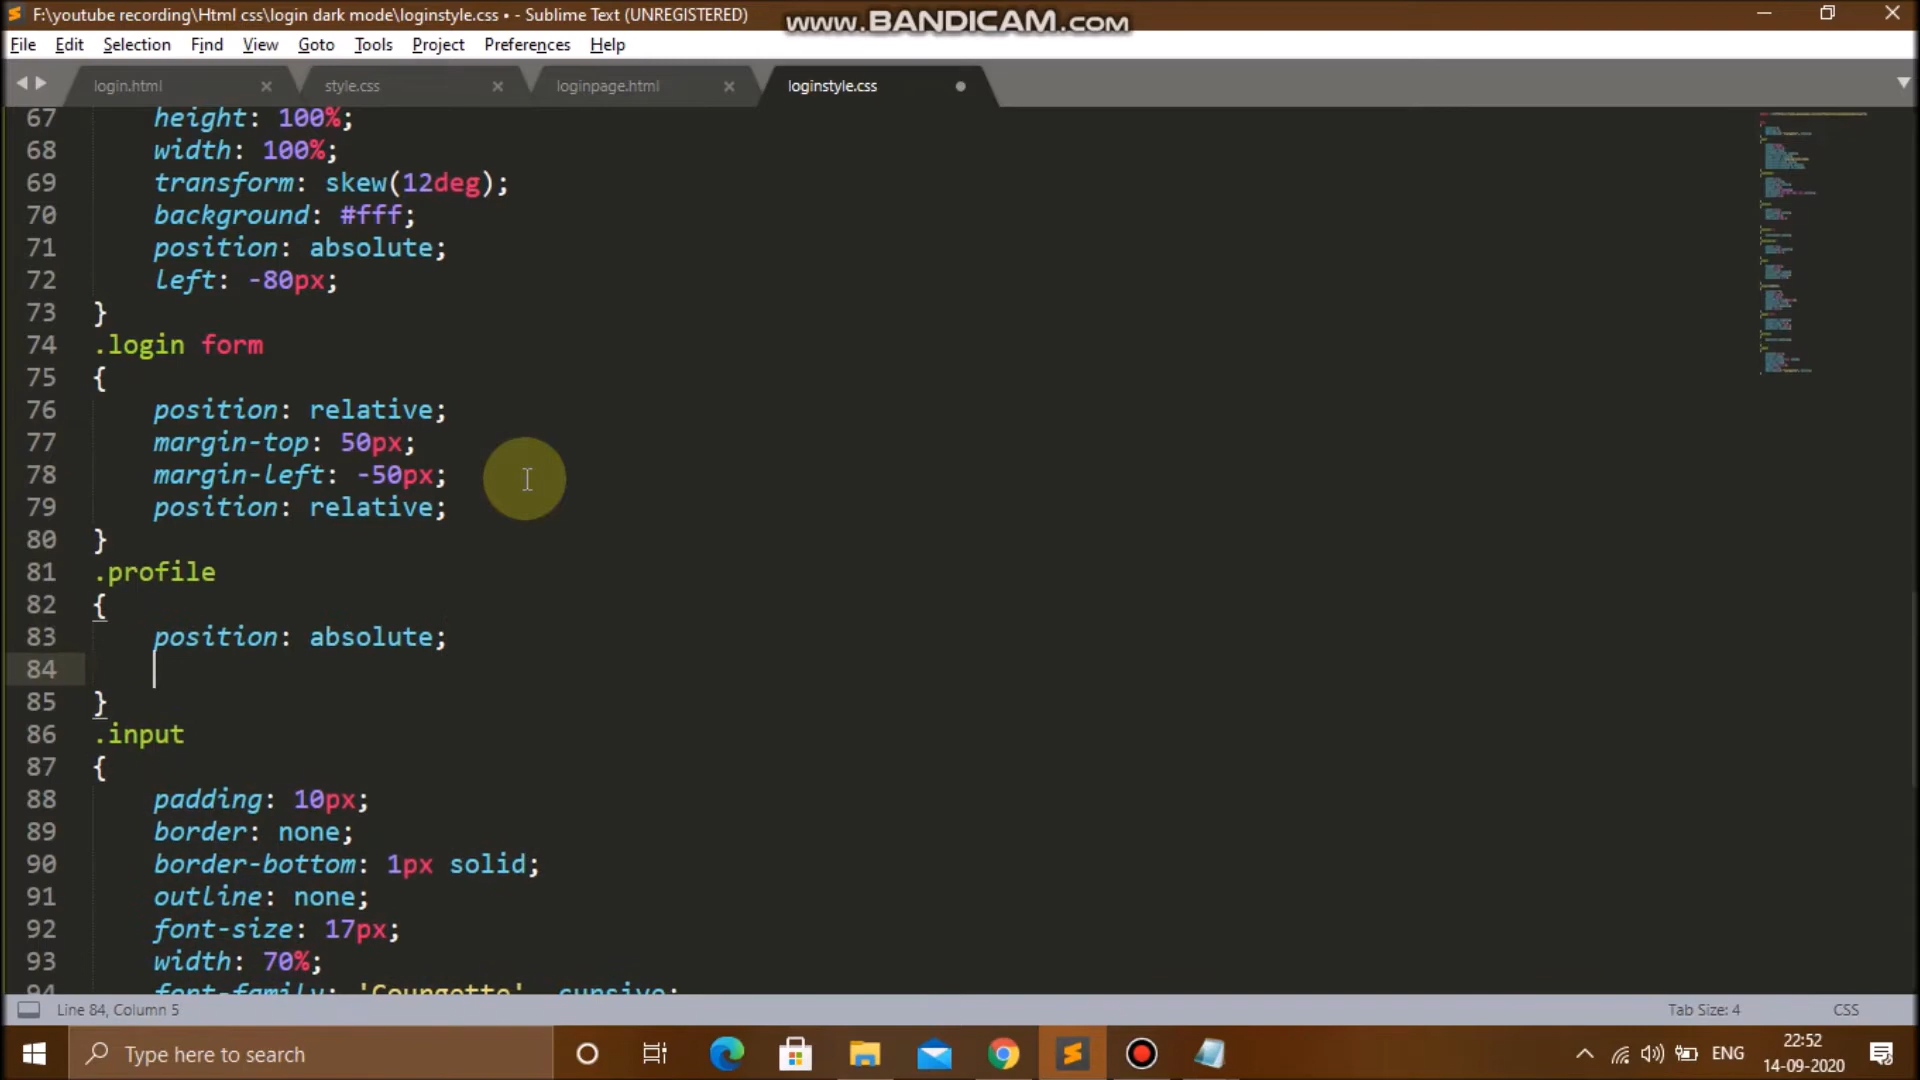 F:\youtube recording\Html css\login dark mode\loginstyle.css • - Sublime Text (UNREGISTERED)
www.BANDICAM.com
File Edit Selection Find View Goto Tools Project Preferences Help
login.html × style.css × loginpage.html × loginstyle.css
67 height: 100%;
68 width: 100%;
69 transform: skew(12deg);
70 background: #fff;
71 position: absolute;
72 left: -80px;
73 }
74 .login form
75 {
76 position: relative;
77 margin-top: 50px;
78 margin-left: -50px;
79 position: relative;
80 }
81 .profile
82 {
83 position: absolute;
84
85 }
86 .input
87 {
88 padding: 10px;
89 border: none;
90 border-bottom: 1px solid;
91 outline: none;
92 font-size: 17px;
93 width: 70%;
94 font-family: 'Courgette', cursive;
Line 84, Column 5 Tab Size: 4 CSS
Type here to search ENG 22:52
14-09-2020